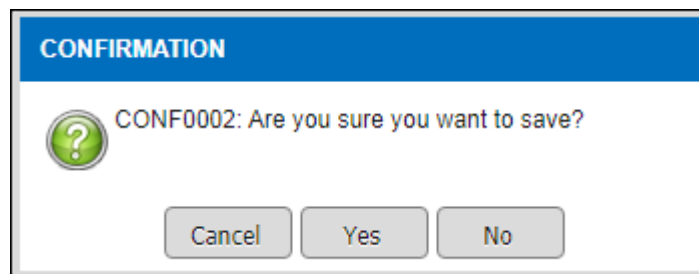 CONFIRMATION
CONF0002: Are you sure you want to save?
Cancel Yes No